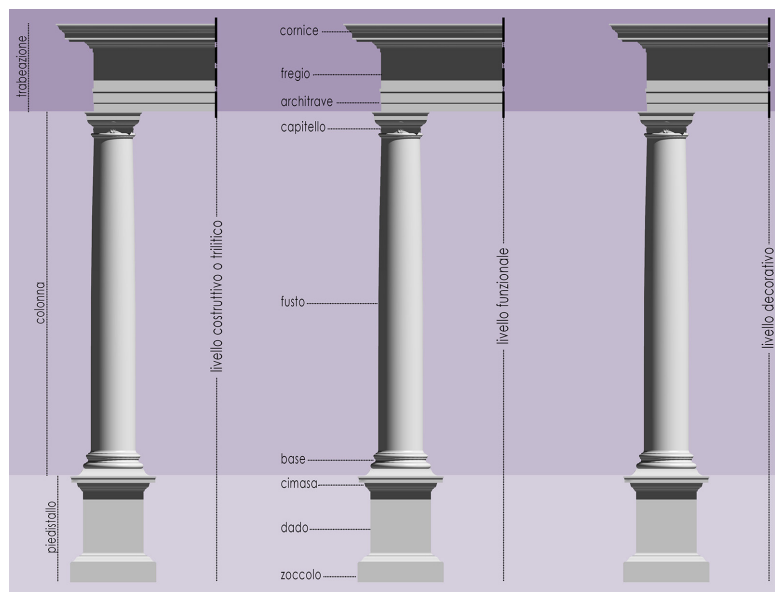 trabeazione
colonna
piedistallo
livello costruttivo o trilitico
cornice
fregio
architrave
capitello
fusto
base
cimasa
dado
zoccolo
livello funzionale
livello decorativo